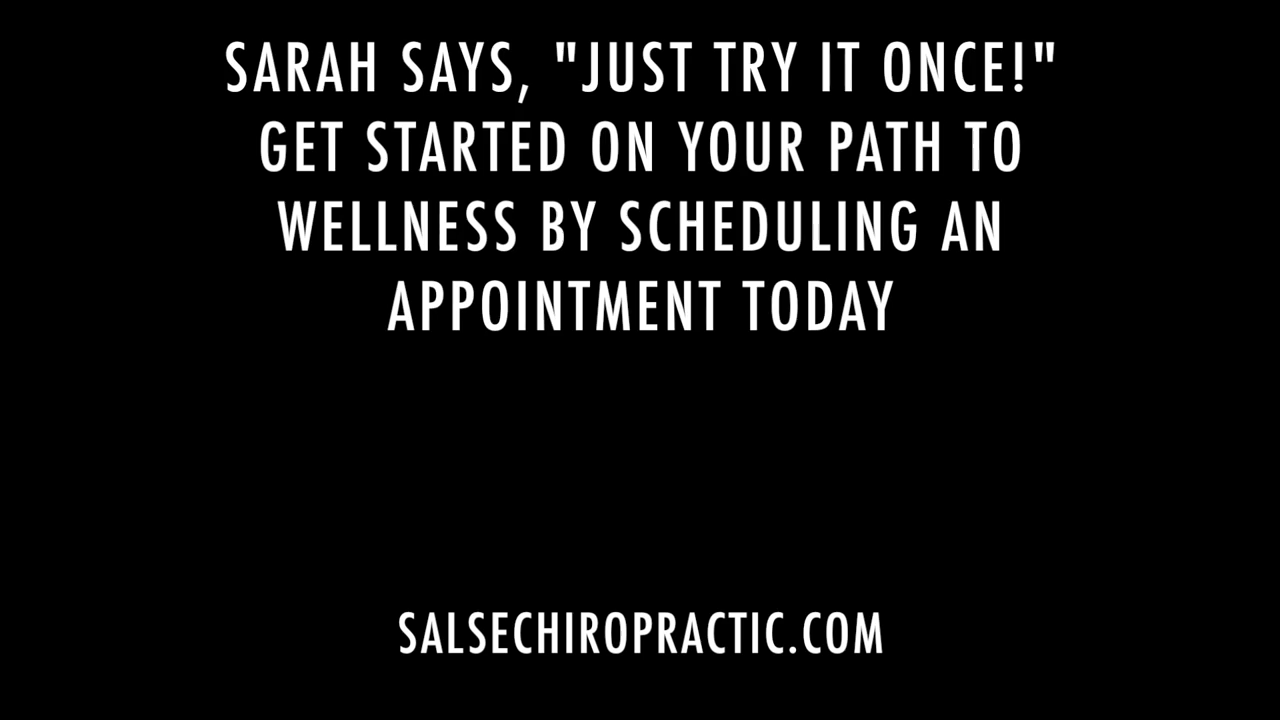 SARAH SAYS, "JUST TRY IT ONCE!"
GET STARTED ON YOUR PATH TO
WELLNESS BY SCHEDULING AN
APPOINTMENT TODAY
SALSECHIROPRACTIC.COM